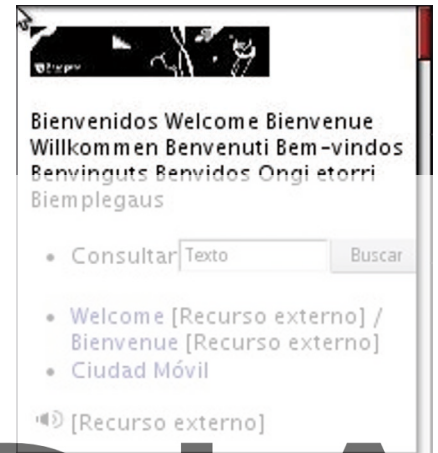 Bienvenidos Welcome Bienvenue
Willkommen Benvenuti Bem-vindos
Benvinguts Benvidos Ongi etorri
Biemplegaus
Consultar Texto Buscar
Welcome [Recurso externo] /
Bienvenue [Recurso externo]
Ciudad Móvil
[Recurso externo]